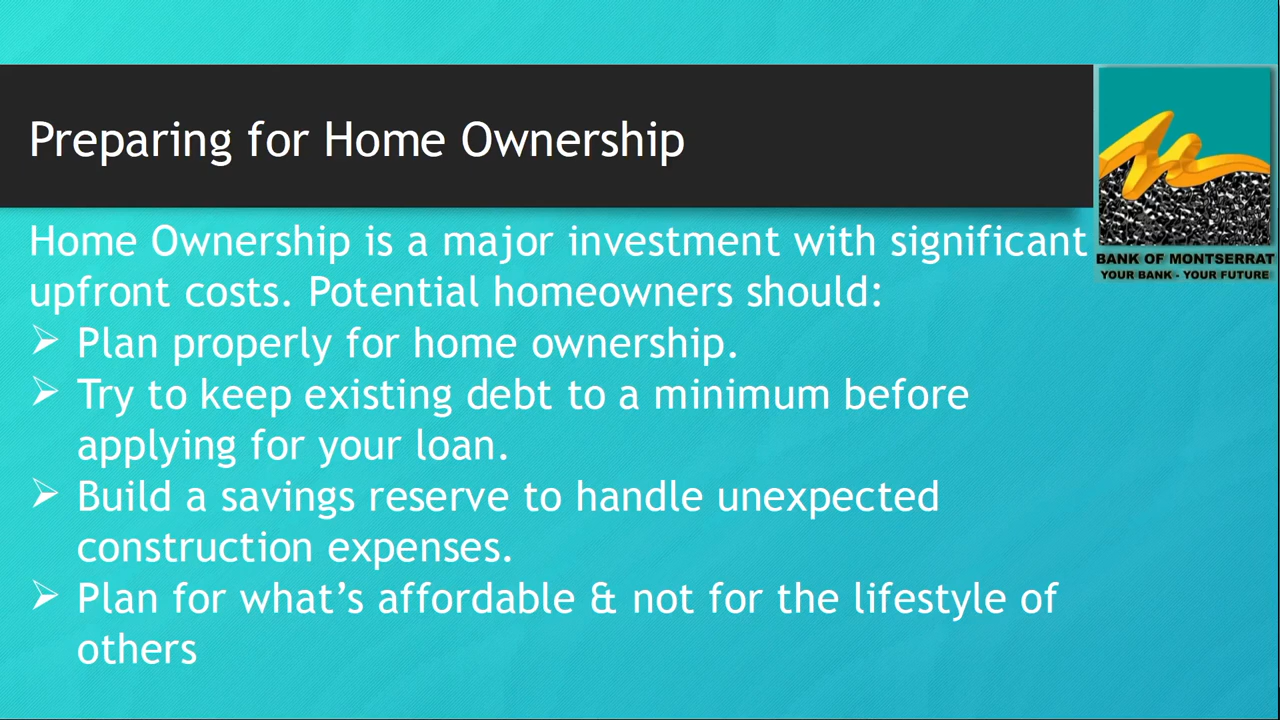 Preparing for Home Ownership
Home Ownership is a major investment with significant
upfront costs. Potential homeowners should:
➢ Plan properly for home ownership.
➢ Try to keep existing debt to a minimum before
applying for your loan.
➢ Build a savings reserve to handle unexpected
construction expenses.
➢ Plan for what’s affordable & not for the lifestyle of
others
BANK OF MONTSERRAT
YOUR BANK - YOUR FUTURE